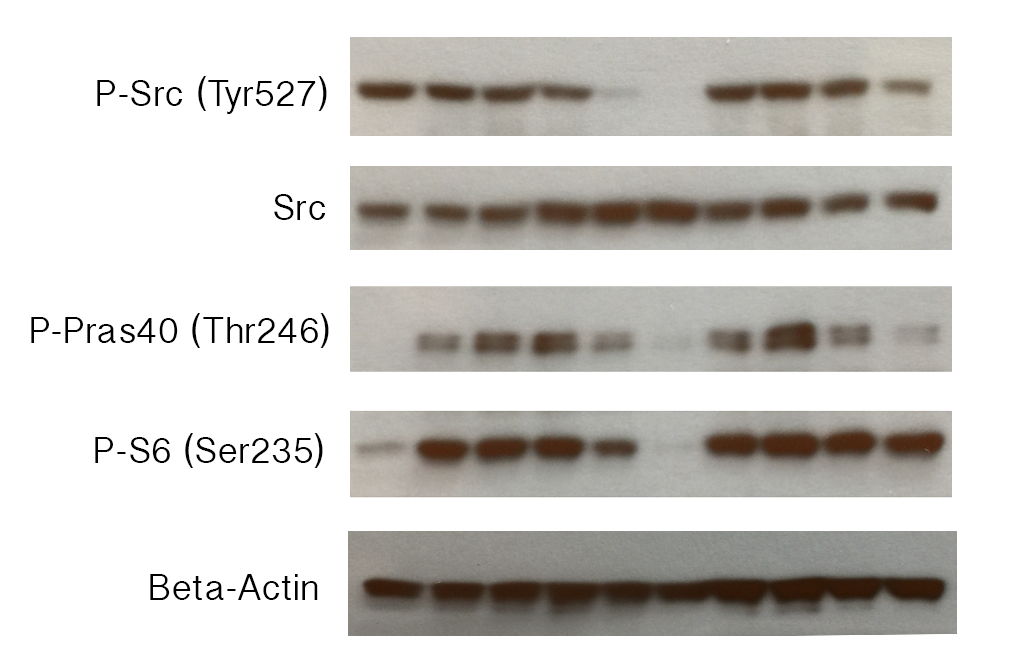 P-Src (Tyr527)
Src
P-Pras40 (Thr246)
P-S6 (Ser235)
Beta-Actin